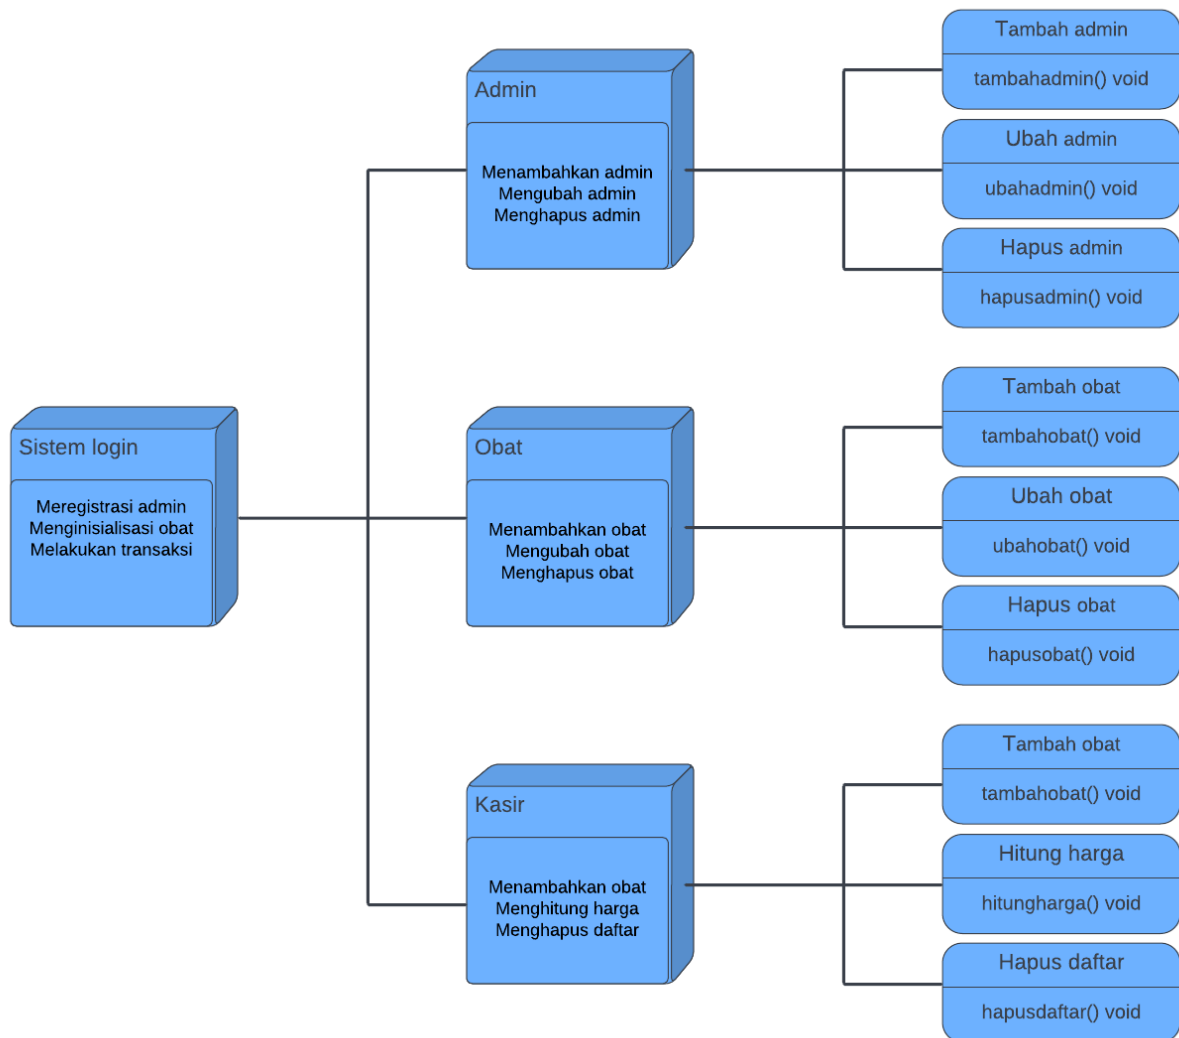 Sistem login
Meregistrasi admin
Menginisialisasi obat
Melakukan transaksi
Admin
Menambahkan admin
Mengubah admin
Menghapus admin
Tambah admin
tambahadmin() void
Ubah admin
ubahadmin() void
Hapus admin
hapusadmin() void
Obat
Menambahkan obat
Mengubah obat
Menghapus obat
Tambah obat
tambahobat() void
Ubah obat
ubahobat() void
Hapus obat
hapusobat() void
Kasir
Menambahkan obat
Menghitung harga
Menghapus daftar
Tambah obat
tambahobat() void
Hitung harga
hitungharga() void
Hapus daftar
hapusdaftar() void